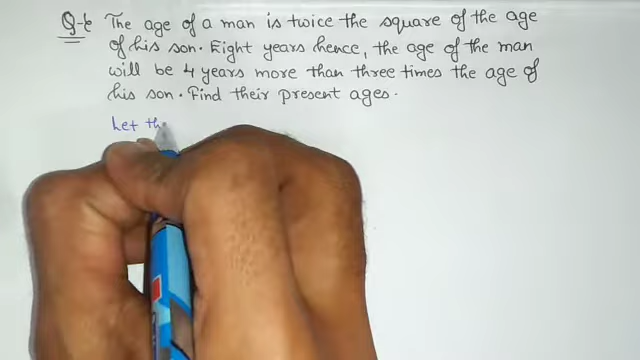 Q-6 The age of a man is twice the square of the age
of his son. Eight years hence, the age of the man
will be 4 years more than three times the age of
his son. Find their present ages.
Let th